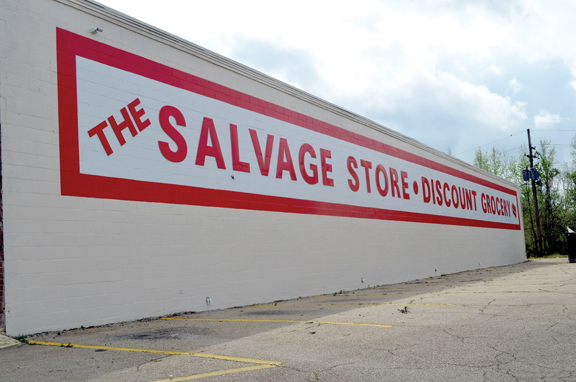 THE SALVAGE STORE • DISCOUNT GROCERY